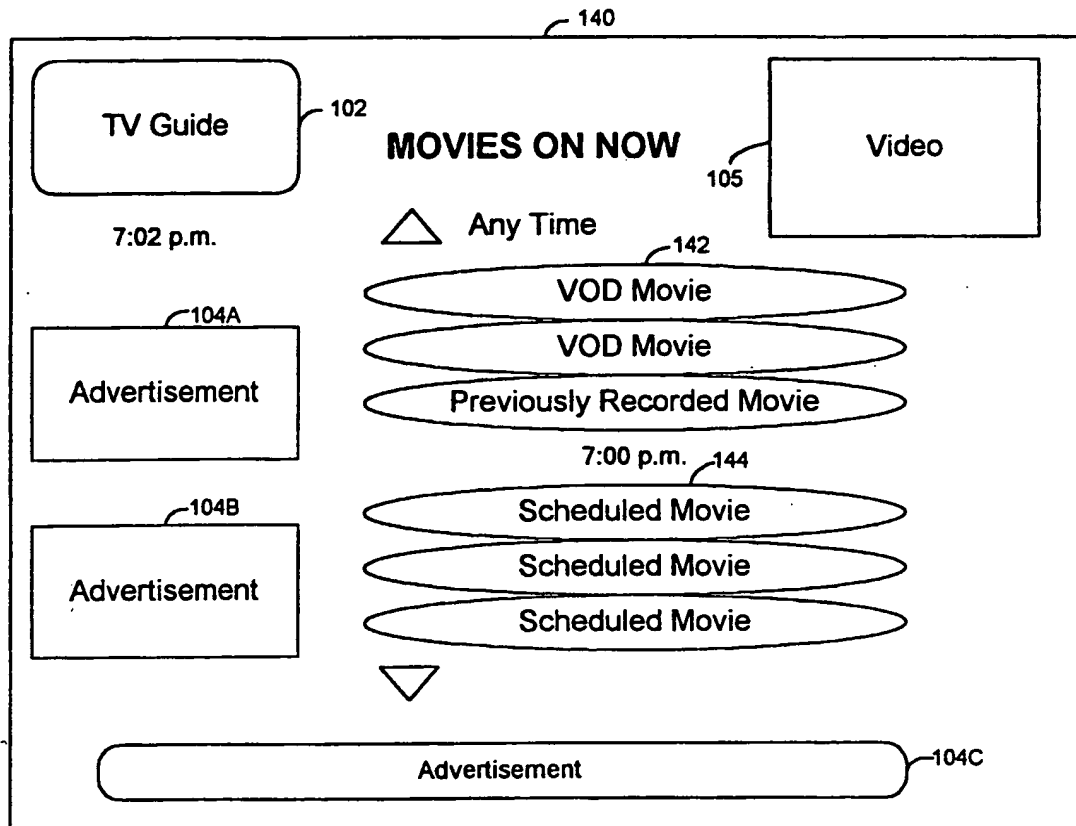 140
TV Guide
102
MOVIES ON NOW
Video
105
7:02 p.m.
Any Time
142
VOD Movie
VOD Movie
Previously Recorded Movie
104A
Advertisement
7:00 p.m.
144
Scheduled Movie
Scheduled Movie
Scheduled Movie
104B
Advertisement
Advertisement
104C